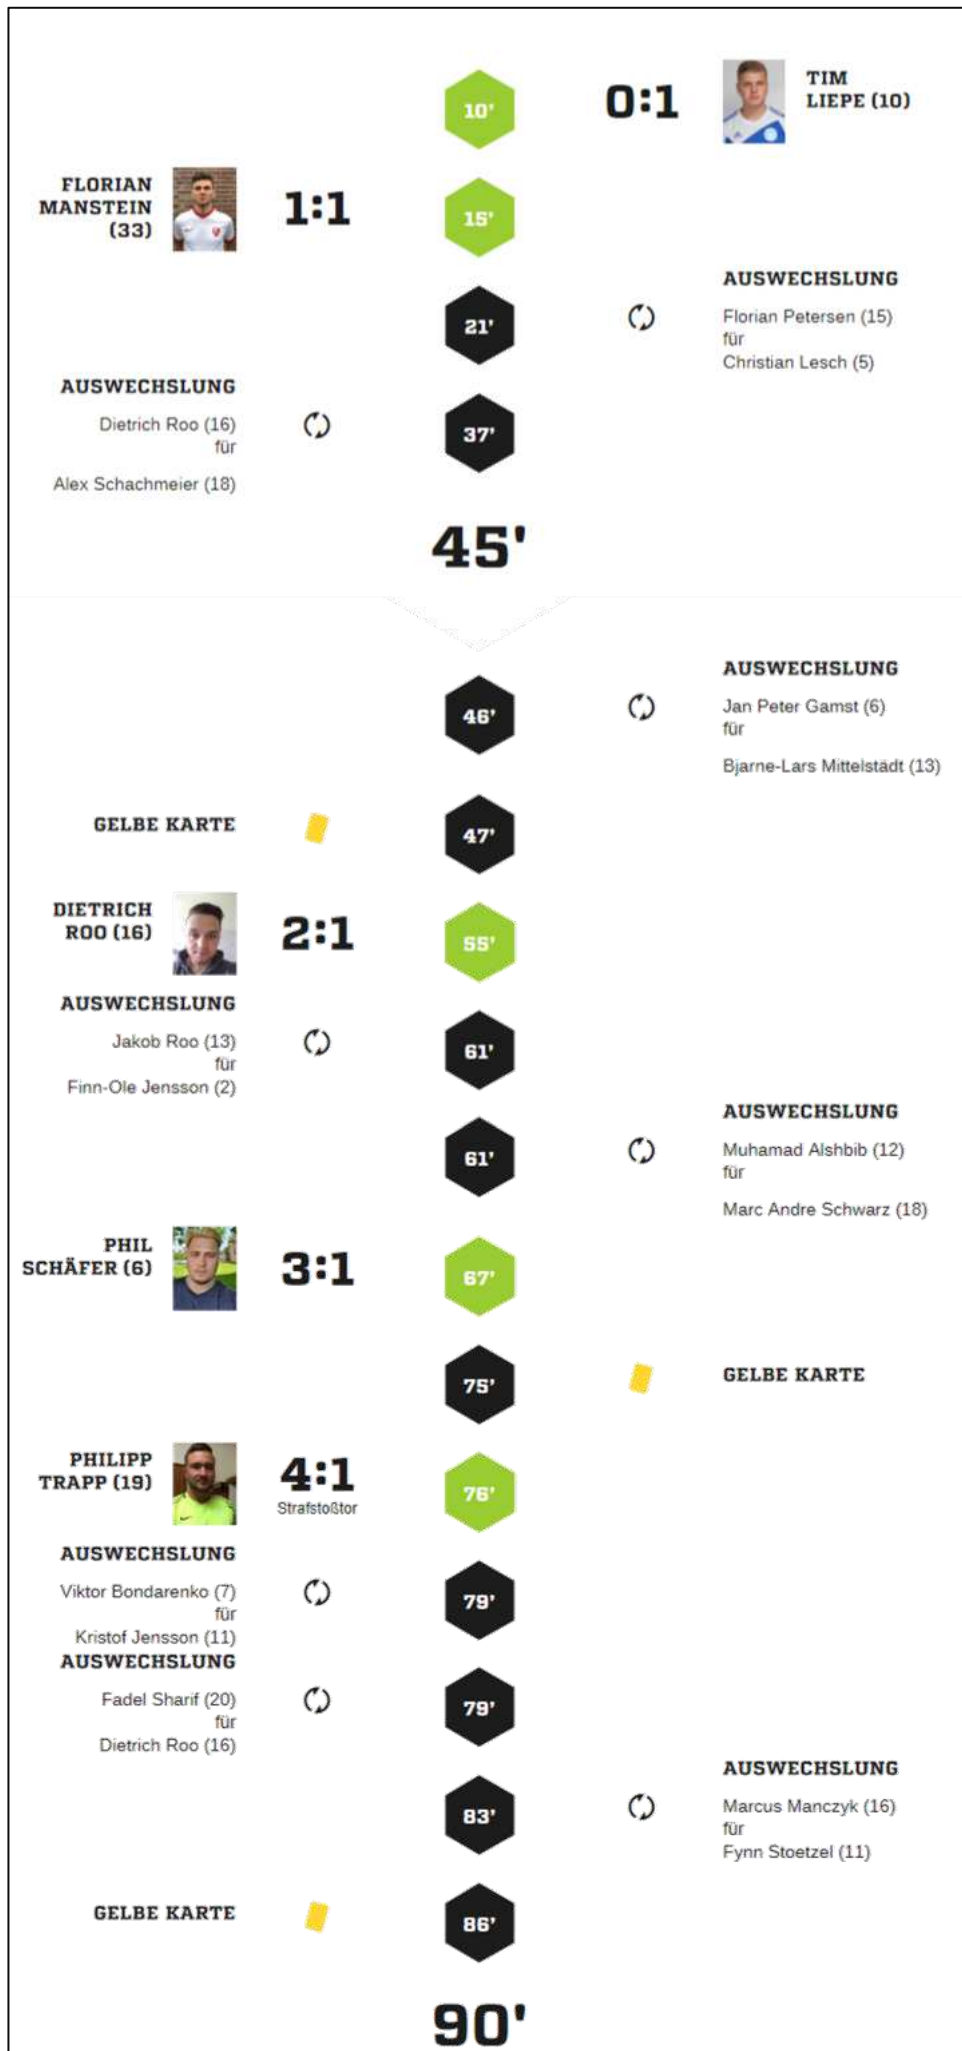 10'
0:1
TIM
LIEPE (10)
FLORIAN
MANSTEIN
(33)
1:1
15'
21'
AUSWECHSLUNG
Florian Petersen (15)
für
Christian Lesch (5)
AUSWECHSLUNG
Dietrich Roo (16)
für
Alex Schachmeier (18)
37'
45'
46'
AUSWECHSLUNG
Jan Peter Gamst (6)
für
Bjarne-Lars Mittelstädt (13)
GELBE KARTE
47'
DIETRICH
ROO (16)
2:1
55'
AUSWECHSLUNG
Jakob Roo (13)
für
Finn-Ole Jensson (2)
61'
61'
AUSWECHSLUNG
Muhamad Alshbib (12)
für
Marc Andre Schwarz (18)
PHIL
SCHÄFER (6)
3:1
67'
75'
GELBE KARTE
PHILIPP
TRAPP (19)
4:1
Strafstoßtor
76'
AUSWECHSLUNG
Viktor Bondarenko (7)
für
Kristof Jensson (11)
79'
AUSWECHSLUNG
Fadel Sharif (20)
für
Dietrich Roo (16)
79'
83'
AUSWECHSLUNG
Marcus Manczyk (16)
für
Fynn Stoetzel (11)
GELBE KARTE
86'
90'